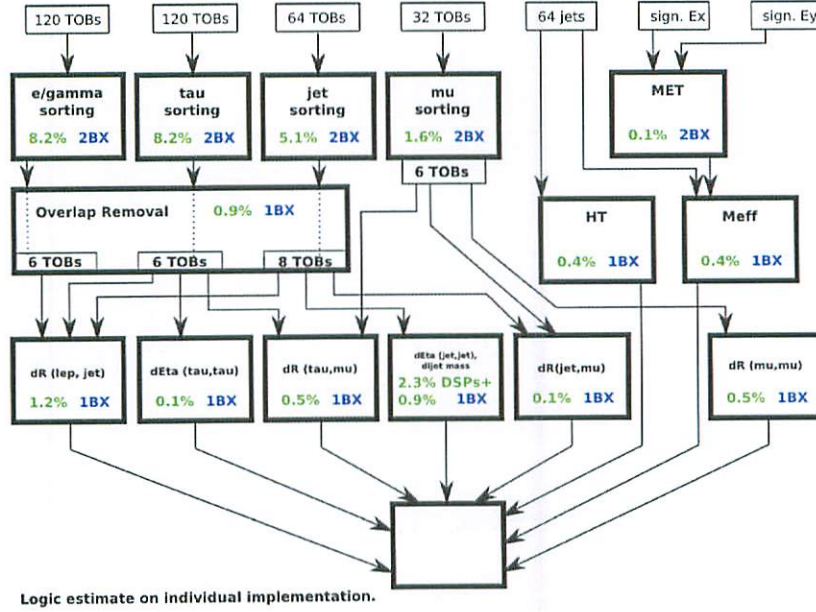 120 TOBs
120 TOBs
64 TOBs
32 TOBs
64 jets
sign. Ex
sign. Ey
e/gamma
sorting
8.2% 2BX
tau
sorting
8.2% 2BX
jet
sorting
5.1% 2BX
mu
sorting
1.6% 2BX
MET
0.1% 2BX
6 TOBs
Overlap Removal 0.9% 1BX
6 TOBs
6 TOBs
8 TOBs
HT
0.4% 1BX
Meff
0.4% 1BX
dR (lep, jet)
1.2% 1BX
dEta (tau,tau)
0.1% 1BX
dR (tau,mu)
0.5% 1BX
dEta (jet,jet),
dijet mass
2.3% DSPs+
0.9% 1BX
dR(jet,mu)
0.1% 1BX
dR (mu,mu)
0.5% 1BX
Logic estimate on individual implementation.